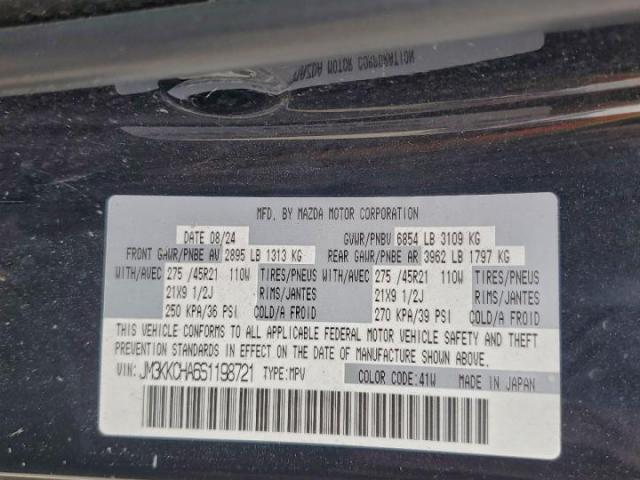 MAZDA MOTOR CORPORATION
MFD. BY MAZDA MOTOR CORPORATION
DATE 08/24 GVWR/PNBV 6854 LB 3109 KG
FRONT GAWR/PNBE AV 2895 LB 1313 KG REAR GAWR/PNBE AR 3962 LB 1797 KG
WITH/AVEC 275 /45R21 110W TIRES/PNEUS WITH/AVEC 275 /45R21 110W TIRES/PNEUS
21X9 1/2J RIMS/JANTES 21X9 1/2J RIMS/JANTES
250 KPA/36 PSI COLD/A FROID 270 KPA/39 PSI COLD/A FROID
THIS VEHICLE CONFORMS TO ALL APPLICABLE FEDERAL MOTOR VEHICLE SAFETY AND THEFT
PREVENTION STANDARDS IN EFFECT ON THE DATE OF MANUFACTURE SHOWN ABOVE.
VIN: JM3KKCHA6S1198721 TYPE:MPV COLOR CODE:41W MADE IN JAPAN